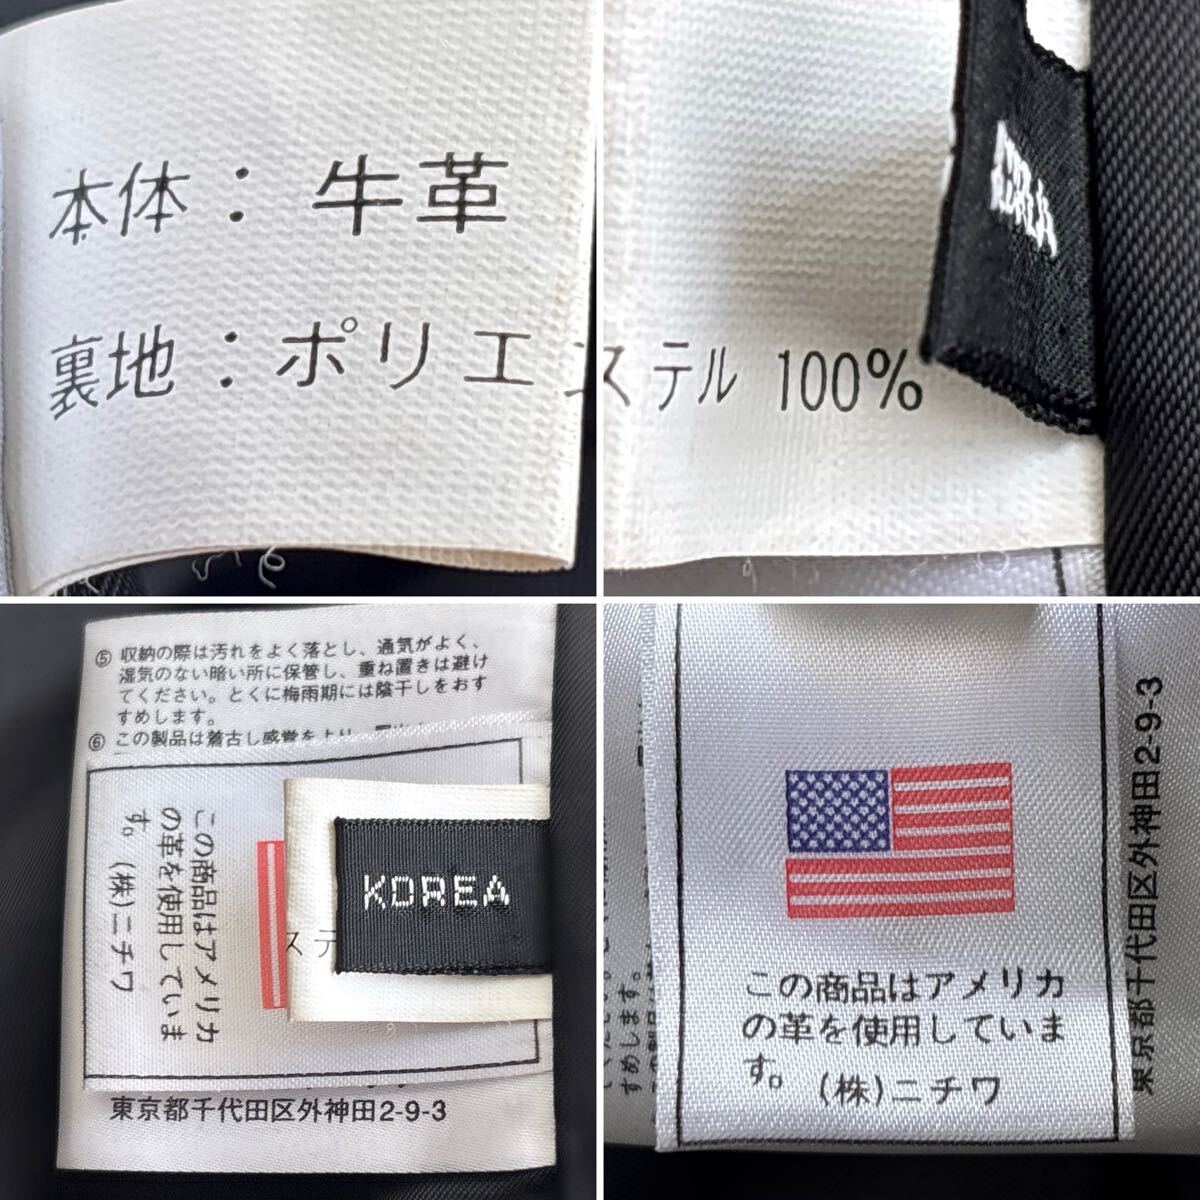 本体：牛革
裏地：ポリエ
ステル 100%
KOREA
⑤ 収納の際は汚れをよく落とし、通気がよく、
湿気のない暗い所に保管し、重ね置きは避け
てください。とくに梅雨期には陰干しをおす
すめします。
⑥ この製品は着古し感覚をより
この商品はアメリカ
の革を使用していま
す。 (株)ニチワ
ステ
KOREA
東京都千代田区外神田2-9-3
この商品はアメリカ
の革を使用していま
す。 (株)ニチワ
すめします。
東京都千代田区外神田2-9-3